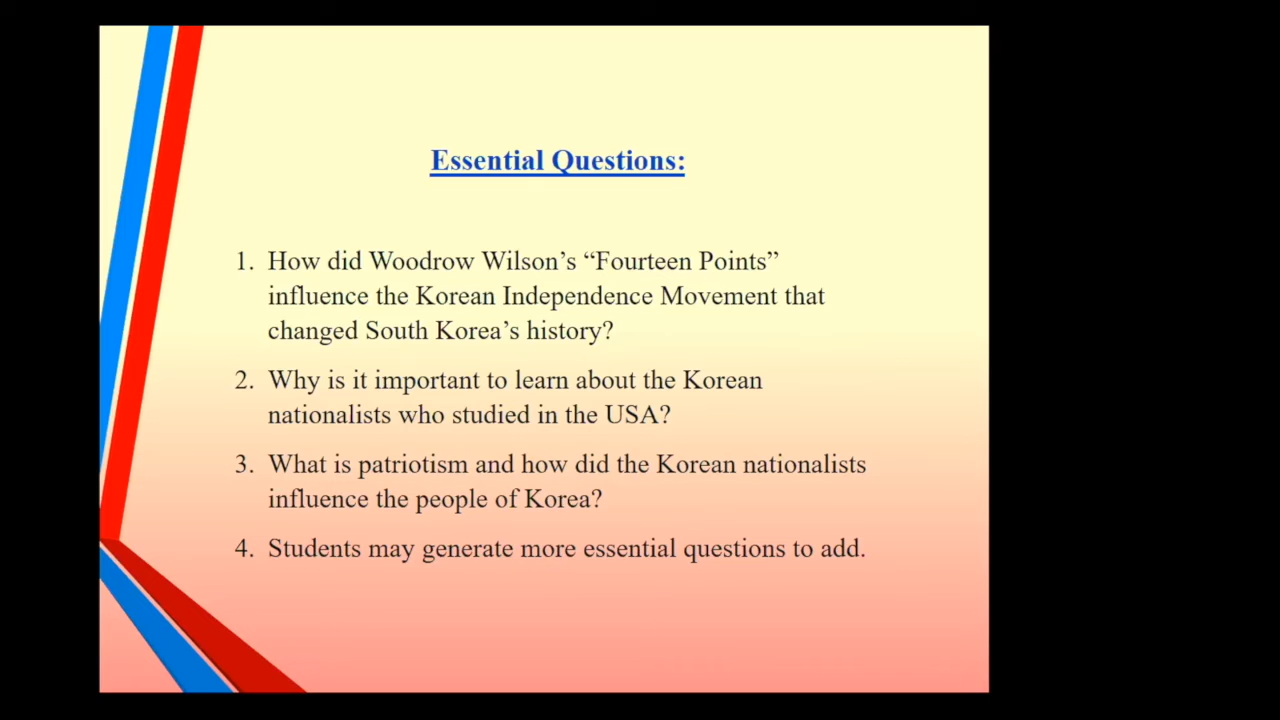 Essential Questions:
1. How did Woodrow Wilson’s “Fourteen Points”
influence the Korean Independence Movement that
changed South Korea’s history?
2. Why is it important to learn about the Korean
nationalists who studied in the USA?
3. What is patriotism and how did the Korean nationalists
influence the people of Korea?
4. Students may generate more essential questions to add.